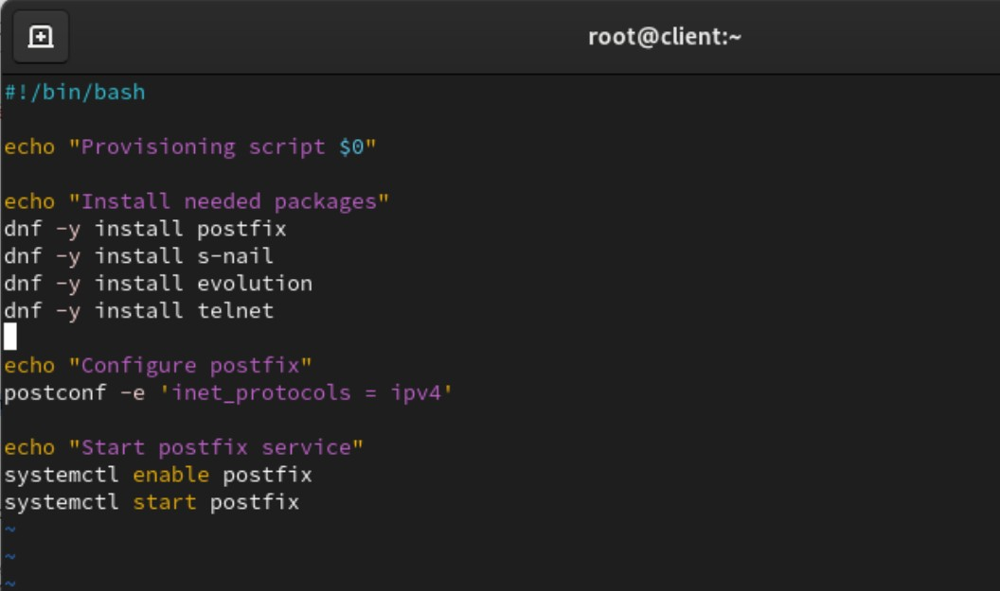 root@client:~
#!/bin/bash
echo "Provisioning script $0"
echo "Install needed packages"
dnf -y install postfix
dnf -y install s-nail
dnf -y install evolution
dnf -y install telnet
echo "Configure postfix"
postconf -e 'inet_protocols = ipv4'
echo "Start postfix service"
systemctl enable postfix
systemctl start postfix
~
~
~